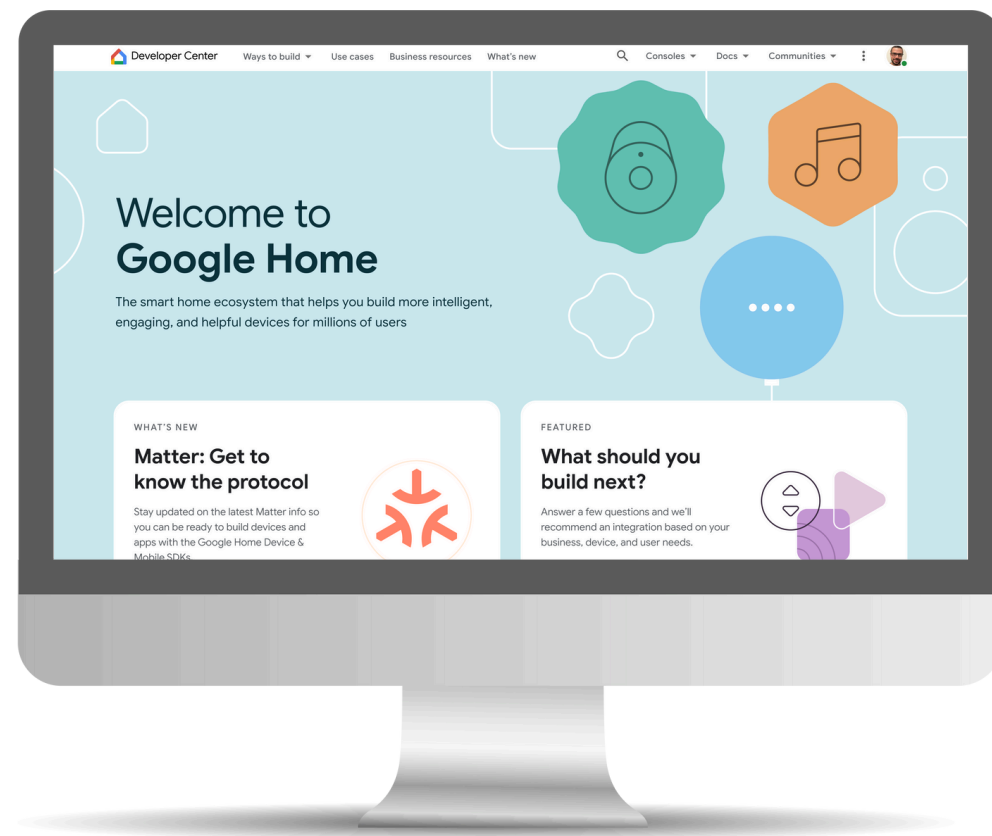 Developer Center Ways to build Use cases Business resources What's new Consoles Docs Communities
Welcome to
Google Home
The smart home ecosystem that helps you build more intelligent,
engaging, and helpful devices for millions of users
WHAT'S NEW
Matter: Get to
know the protocol
Stay updated on the latest Matter info so
you can be ready to build devices and
apps with the Google Home Device &
Mobile SDKs
FEATURED
What should you
build next?
Answer a few questions and we'll
recommend an integration based on your
business, device, and user needs.